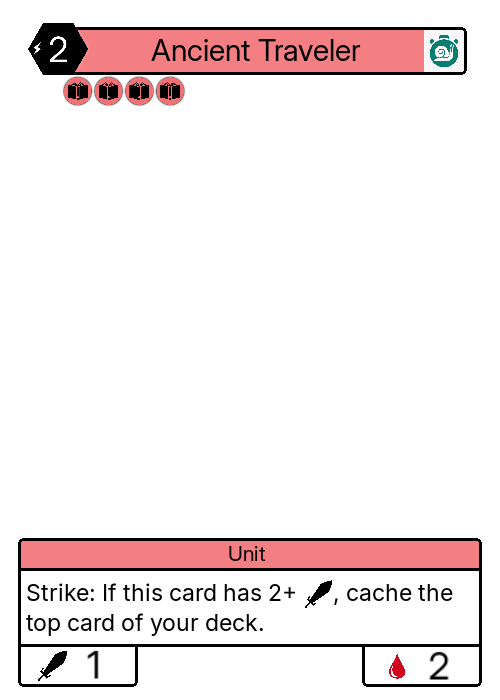 2 Ancient Traveler
Unit
Strike: If this card has 2+ , cache the
top card of your deck.
1 2